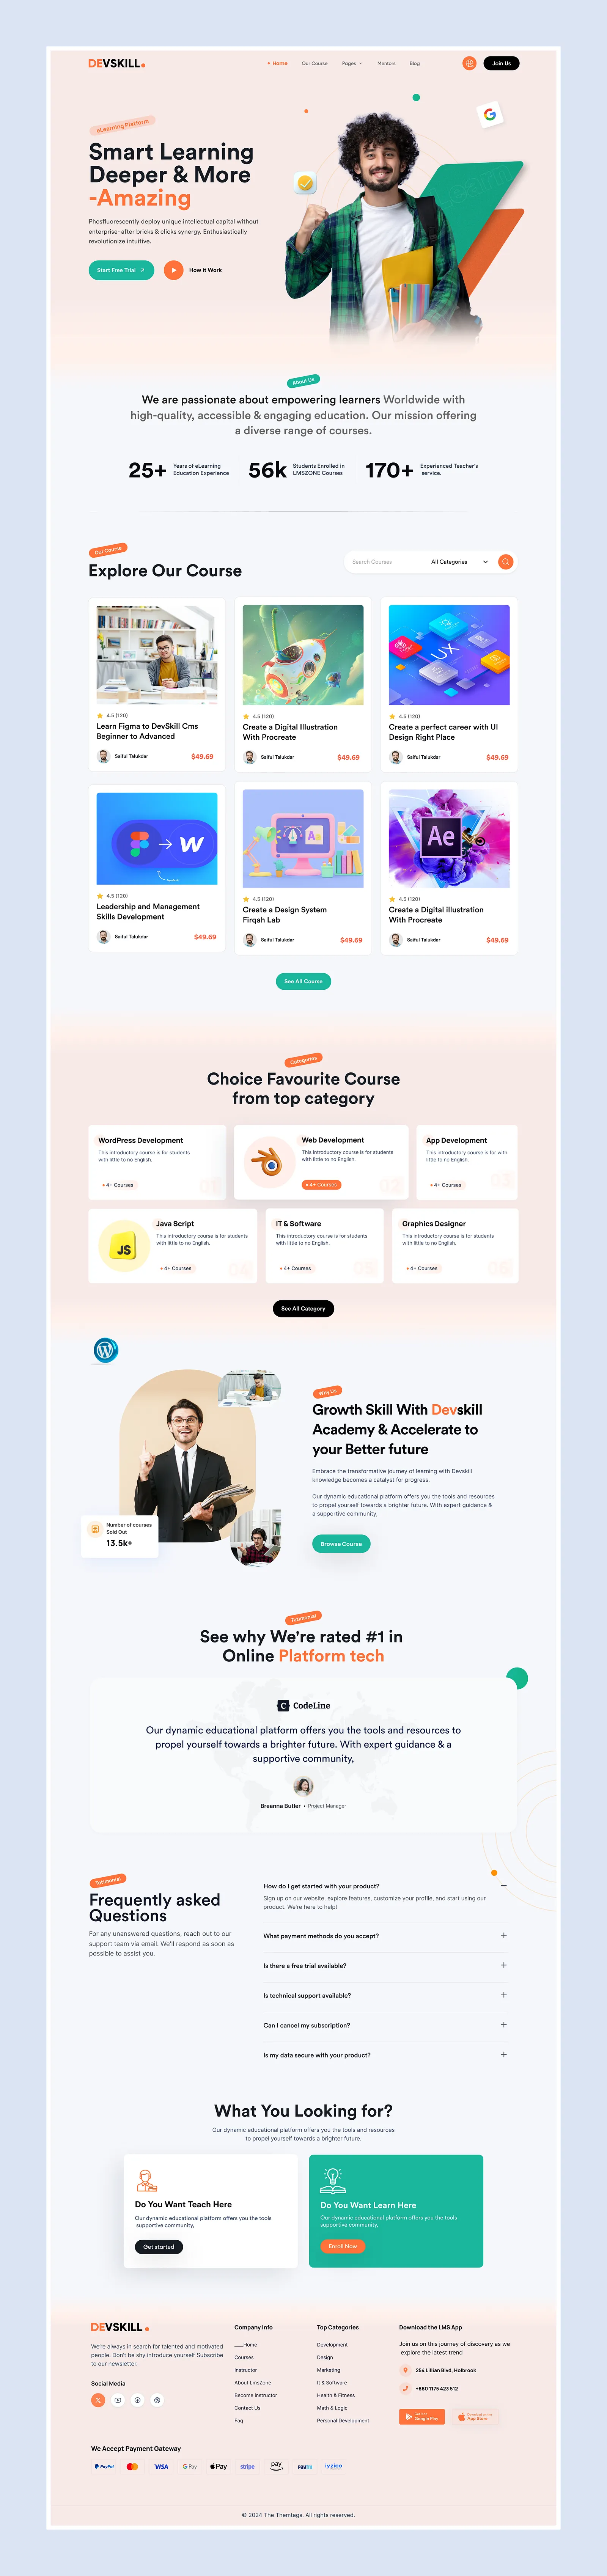 DEVSKILL.
Home
Our Course
Pages
Mentors
Blog
Join Us
eLearning Platform
Smart Learning
Deeper & More
-Amazing
Phosfluorescently deploy unique intellectual capital without
enterprise- after bricks & clicks synergy. Enthusiastically
revolutionize intuitive.
Start Free Trial
How it Work
About Us
We are passionate about empowering learners Worldwide with
high-quality, accessible & engaging education. Our mission offering
a diverse range of courses.
25+
Years of eLearning
Education Experience
56k
Students Enrolled in
LMSZONE Courses
170+
Experienced Teacher's
service.
Our Course
Explore Our Course
Search Courses
All Categories
4.5 (120)
Learn Figma to DevSkill Cms
Beginner to Advanced
Saiful Talukdar
$49.69
4.5 (120)
Create a Digital Illustration
With Procreate
Saiful Talukdar
$49.69
UX
4.5 (120)
Create a perfect career with UI
Design Right Place
Saiful Talukdar
$49.69
W
4.5 (120)
Leadership and Management
Skills Development
Saiful Talukdar
$49.69
A
4.5 (120)
Create a Design System
Firqah Lab
Saiful Talukdar
$49.69
Ae
4.5 (120)
Create a Digital illustration
With Procreate
Saiful Talukdar
$49.69
See All Course
Categories
Choice Favourite Course
from top category
WordPress Development
This introductory course is for students
with little to no English.
4+ Courses
01
Web Development
This introductory course is for students
with little to no English.
4+ Courses
02
App Development
This introductory course is for with
little to no English.
4+ Courses
03
JS
Java Script
This introductory course is for students
with little to no English.
4+ Courses
04
IT & Software
This introductory course is for students
with little to no English.
4+ Courses
05
Graphics Designer
This introductory course is for students
with little to no English.
4+ Courses
06
See All Category
Number of courses
Sold Out
13.5k+
Why Us
Growth Skill With Devskill
Academy & Accelerate to
your Better future
Embrace the transformative journey of learning with Devskill
knowledge becomes a catalyst for progress.
Our dynamic educational platform offers you the tools and resources
to propel yourself towards a brighter future. With expert guidance &
a supportive community,
Browse Course
Tetimonial
See why We're rated #1 in
Online Platform tech
C CodeLine
Our dynamic educational platform offers you the tools and resources to
propel yourself towards a brighter future. With expert guidance & a
supportive community,
Breanna Butler • Project Manager
Tetimonial
Frequently asked
Questions
For any unanswered questions, reach out to our
support team via email. We'll respond as soon as
possible to assist you.
How do I get started with your product?
Sign up on our website, explore features, customize your profile, and start using our
product. We're here to help!
What payment methods do you accept?
Is there a free trial available?
Is technical support available?
Can I cancel my subscription?
Is my data secure with your product?
What You Looking for?
Our dynamic educational platform offers you the tools and resources
to propel yourself towards a brighter future.
Do You Want Teach Here
Our dynamic educational platform offers you the tools
supportive community,
Get started
Do You Want Learn Here
Our dynamic educational platform offers you the tools
supportive community,
Enroll Now
DEVSKILL.
We're always in search for talented and motivated
people. Don't be shy introduce yourself Subscribe
to our newsletter.
Social Media
Company Info
Home
Courses
Instructor
About LmsZone
Become instructor
Contact Us
Faq
Top Categories
Development
Design
Marketing
It & Software
Health & Fitness
Math & Logic
Personal Development
Download the LMS App
Join us on this journey of discovery as we
explore the latest trend
254 Lillian Blvd, Holbrook
+880 1175 423 512
Google Play
App Store
We Accept Payment Gateway
PayPal
VISA
G Pay
Pay
stripe
pay
Paytm
iyzico
© 2024 The Themtags. All rights reserved.